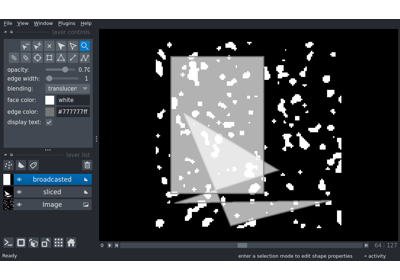 File View Window Plugins Help
layer controls
opacity: 0.70
edge width: 1
blending: translucen
face color: white
edge color: #777777ff
display text:
layer list
broadcasted
sliced
Image
0
64 127
Ready
enter a selection mode to edit shape properties
activity